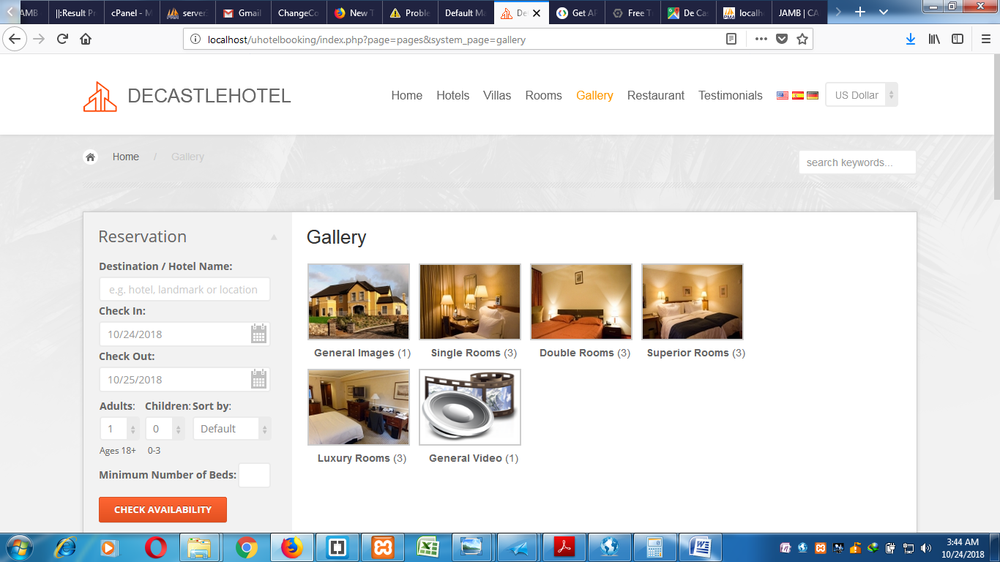 AMB
||:Result P
cPanel - M
server:
Gmail
ChangeCo
New T
Proble
Default Ma
De
Get AP
Free T
De Ca
localh
JAMB | CA
localhost/uhotelbooking/index.php?page=pages&system_page=gallery
DECASTLEHOTEL
Home Hotels Villas Rooms Gallery Restaurant Testimonials US Dollar
Home / Gallery
search keywords...
Reservation
Destination / Hotel Name:
e.g. hotel, landmark or location
Check In:
10/24/2018
Check Out:
10/25/2018
Adults: Children: Sort by:
1 0 Default
Ages 18+ 0-3
Minimum Number of Beds:
CHECK AVAILABILITY
Gallery
General Images (1) Single Rooms (3) Double Rooms (3) Superior Rooms (3)
Luxury Rooms (3) General Video (1)
3:44 AM
10/24/2018